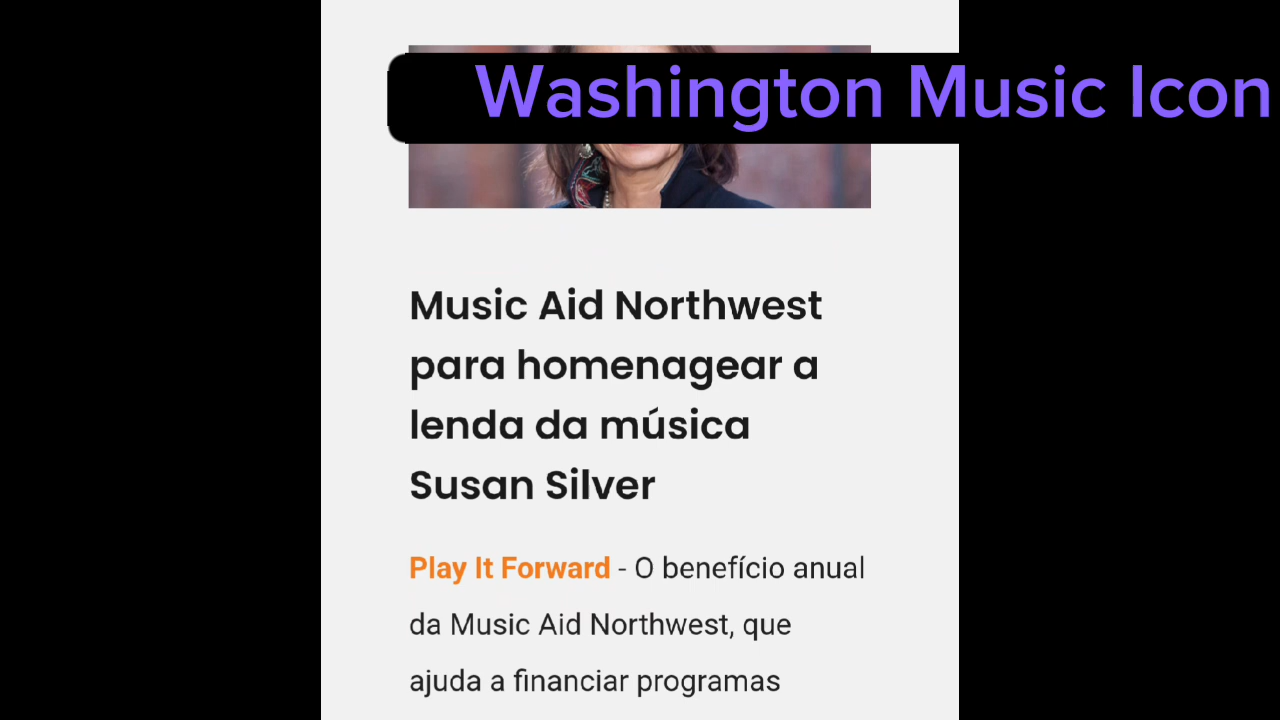 Washington Music Icon
Music Aid Northwest
para homenagear a
lenda da música
Susan Silver
Play It Forward - O benefício anual
da Music Aid Northwest, que
ajuda a financiar programas